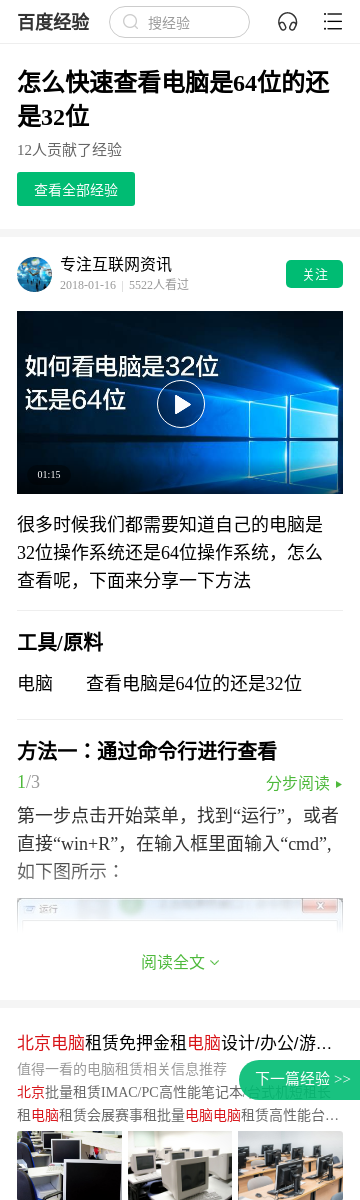 百度经验
搜经验
怎么快速查看电脑是64位的还
是32位
12人贡献了经验
查看全部经验
专注互联网资讯
2018-01-16 | 5522人看过
关注
如何看电脑是32位
还是64位
01:15
很多时候我们都需要知道自己的电脑是
32位操作系统还是64位操作系统，怎么
查看呢，下面来分享一下方法
工具/原料
电脑 查看电脑是64位的还是32位
方法一：通过命令行进行查看
1/3
分步阅读
第一步点击开始菜单，找到“运行”，或者
直接“win+R”，在输入框里面输入“cmd”,
如下图所示：
运行
阅读全文
北京电脑租赁免押金租电脑设计/办公/游...
值得一看的电脑租赁相关信息推荐
下一篇经验 >>
北京批量租赁IMAC/PC高性能笔记本/台式机短租长
租电脑租赁会展赛事租批量电脑电脑租赁高性能台...